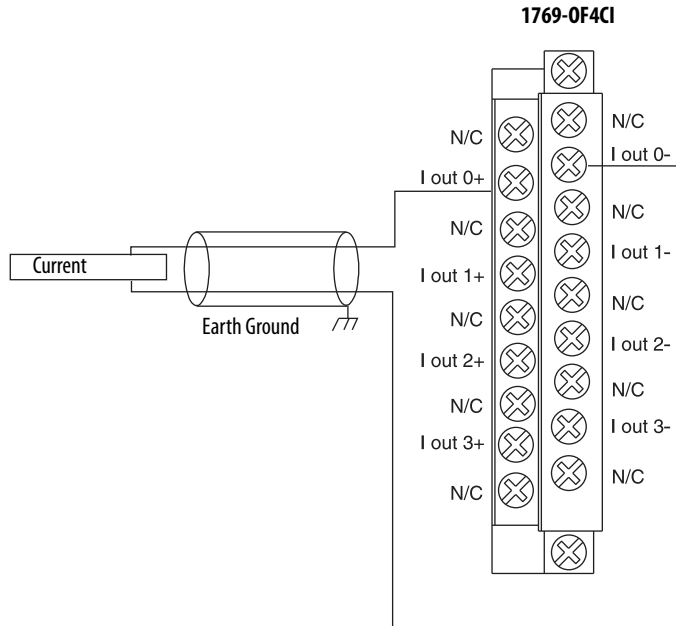 1769-OF4CI
N/C
I out 0+
N/C
I out 1+
N/C
I out 2+
N/C
I out 3+
N/C
N/C
I out 0-
N/C
I out 1-
N/C
I out 2-
N/C
I out 3-
N/C
Current
Earth Ground